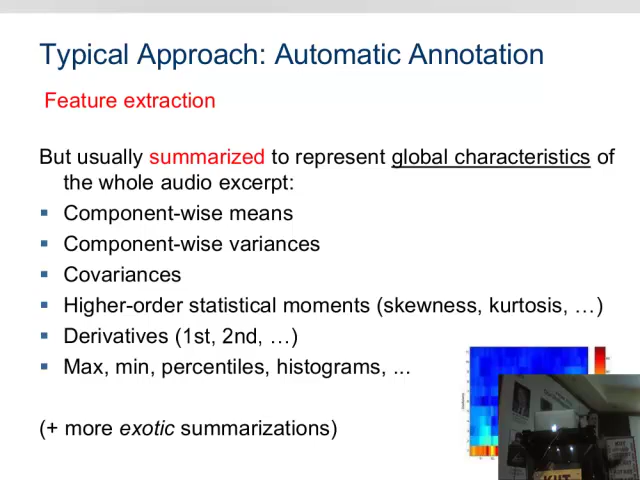 Typical Approach: Automatic Annotation
Feature extraction
But usually summarized to represent global characteristics of
the whole audio excerpt:
▪ Component-wise means
▪ Component-wise variances
▪ Covariances
▪ Higher-order statistical moments (skewness, kurtosis, …)
▪ Derivatives (1st, 2nd, …)
▪ Max, min, percentiles, histograms, ...
(+ more exotic summarizations)